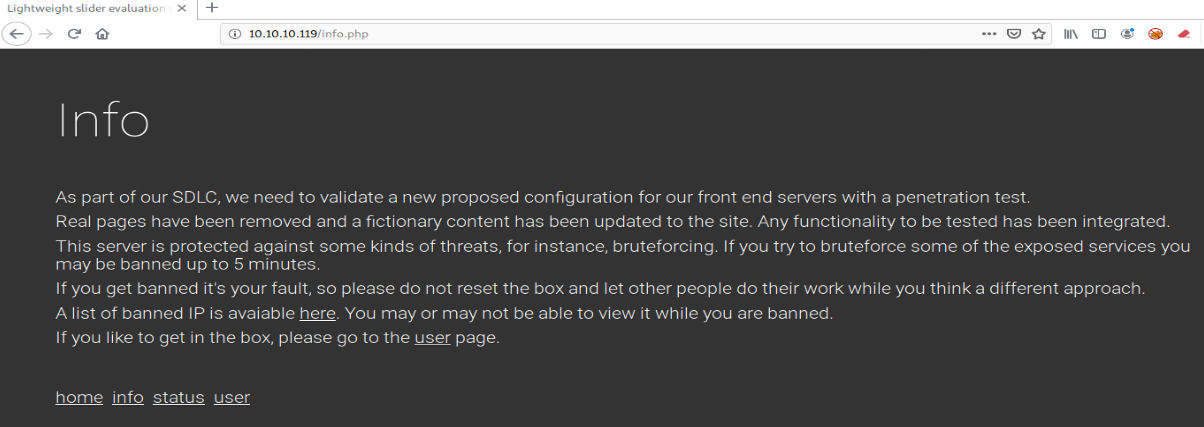 Lightweight slider evaluation
10.10.10.119/info.php
Info
As part of our SDLC, we need to validate a new proposed configuration for our front end servers with a penetration test.
Real pages have been removed and a fictionary content has been updated to the site. Any functionality to be tested has been integrated.
This server is protected against some kinds of threats, for instance, bruteforcing. If you try to bruteforce some of the exposed services you
may be banned up to 5 minutes.
If you get banned it's your fault, so please do not reset the box and let other people do their work while you think a different approach.
A list of banned IP is avaiable here. You may or may not be able to view it while you are banned.
If you like to get in the box, please go to the user page.
home info status user